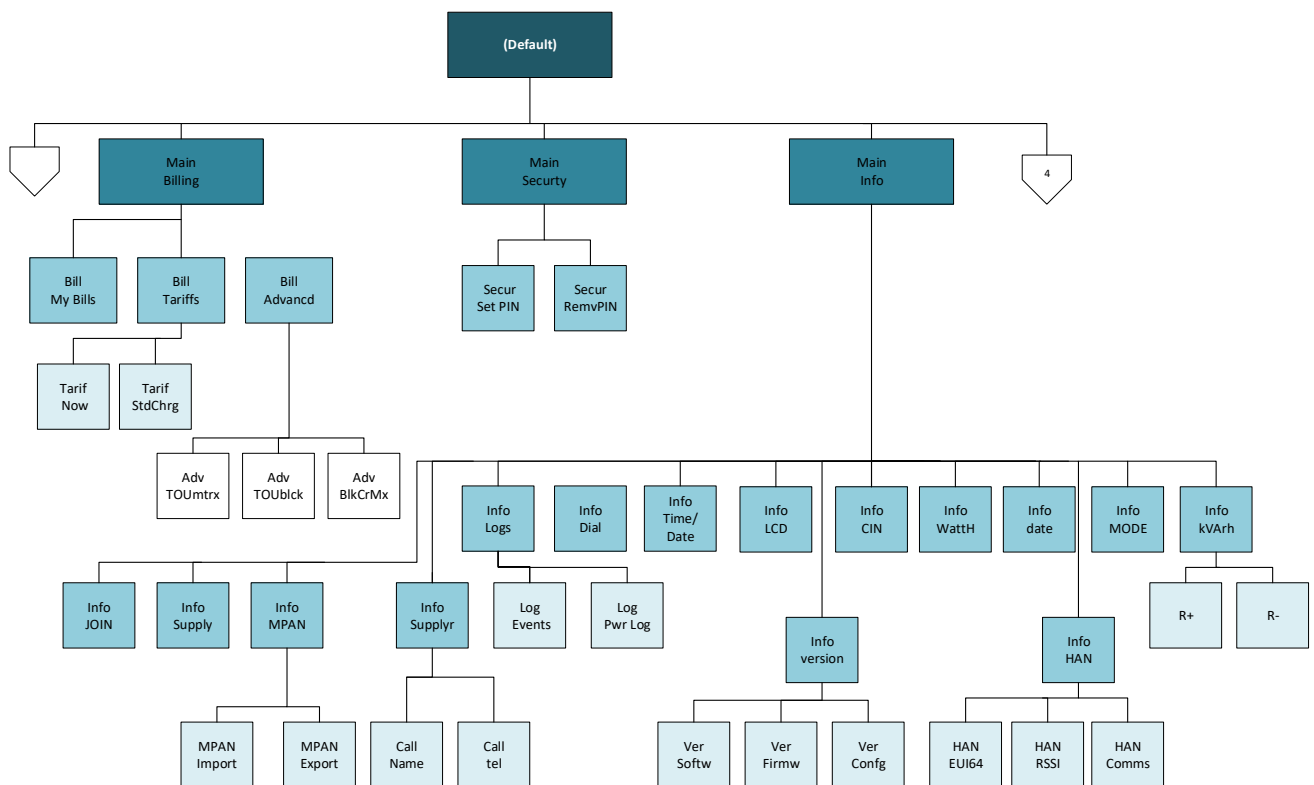 (Default)
Main
Billing
Main
Securty
Main
Info
4
Bill
My Bills
Bill
Tariffs
Bill
Advancd
Secur
Set PIN
Secur
RemvPIN
Tarif
Now
Tarif
StdChrg
Adv
TOUmtrx
Adv
TOUblck
Adv
BlkCrMx
Info
Logs
Info
Dial
Info
Time/
Date
Info
LCD
Info
CIN
Info
WattH
Info
date
Info
MODE
Info
kVArh
Info
JOIN
Info
Supply
Info
MPAN
Info
Supplyr
Log
Events
Log
Pwr Log
Info
version
Info
HAN
R+
R-
MPAN
Import
MPAN
Export
Call
Name
Call
tel
Ver
Softw
Ver
Firmw
Ver
Confg
HAN
EUI64
HAN
RSSI
HAN
Comms